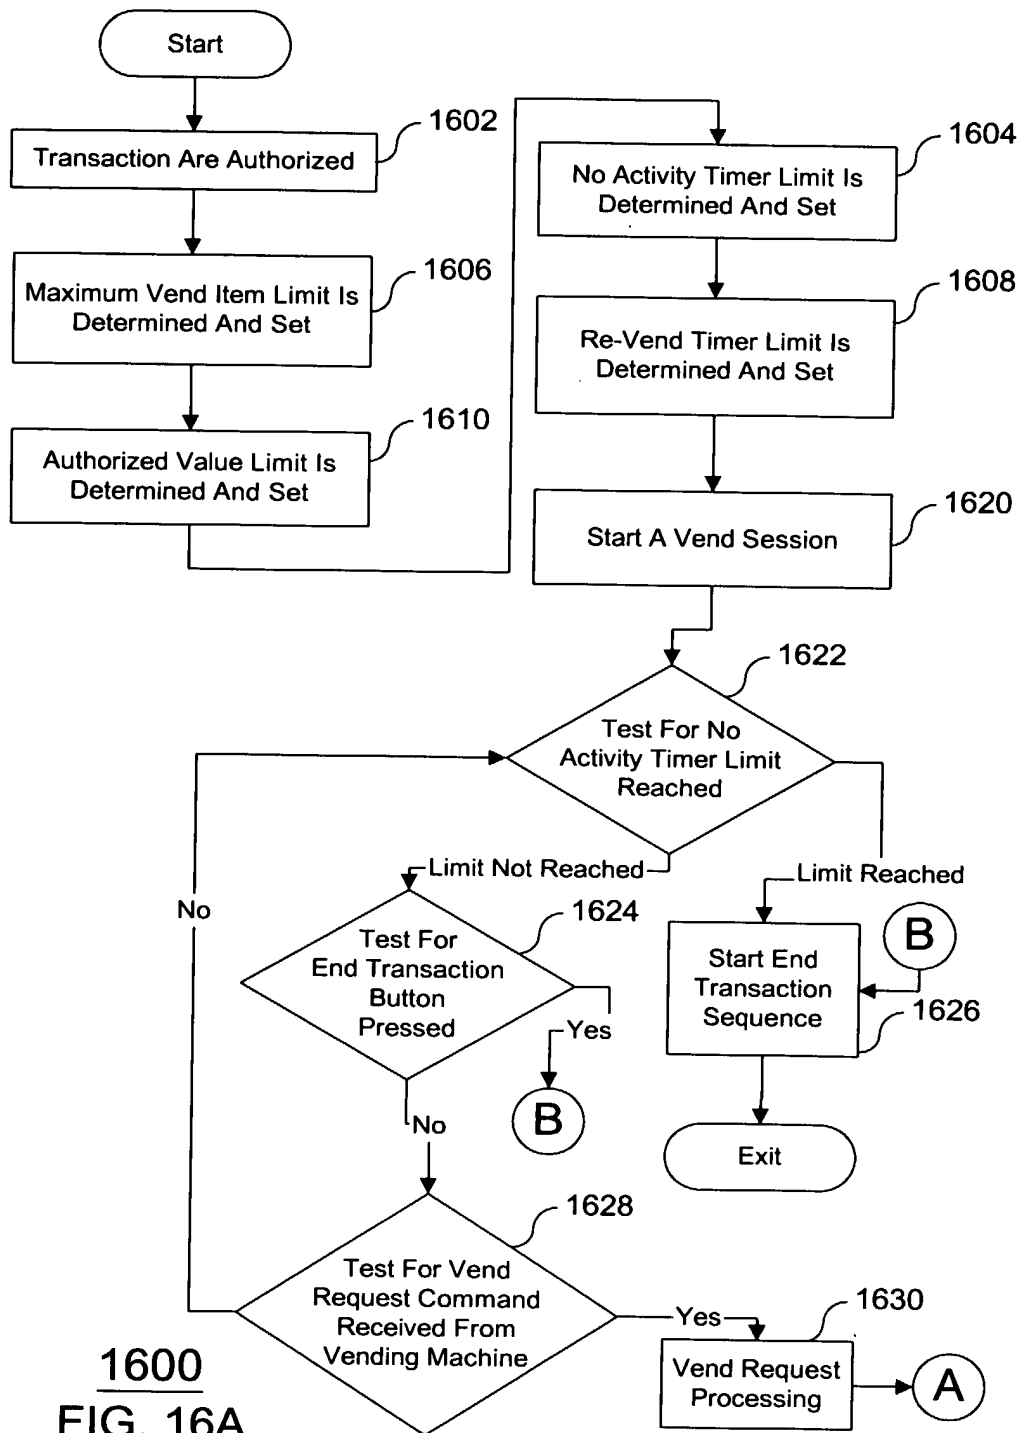 Start
1602
Transaction Are Authorized
1606
Maximum Vend Item Limit Is
Determined And Set
1610
Authorized Value Limit Is
Determined And Set
1604
No Activity Timer Limit Is
Determined And Set
1608
Re-Vend Timer Limit Is
Determined And Set
1620
Start A Vend Session
1622
Test For No
Activity Timer Limit
Reached
Limit Not Reached
Limit Reached
No
1624
Test For
End Transaction
Button
Pressed
Yes
B
B
Start End
Transaction
Sequence
1626
No
Exit
1628
Test For Vend
Request Command
Received From
Vending Machine
Yes
1630
Vend Request
Processing
A
1600
FIG. 16A